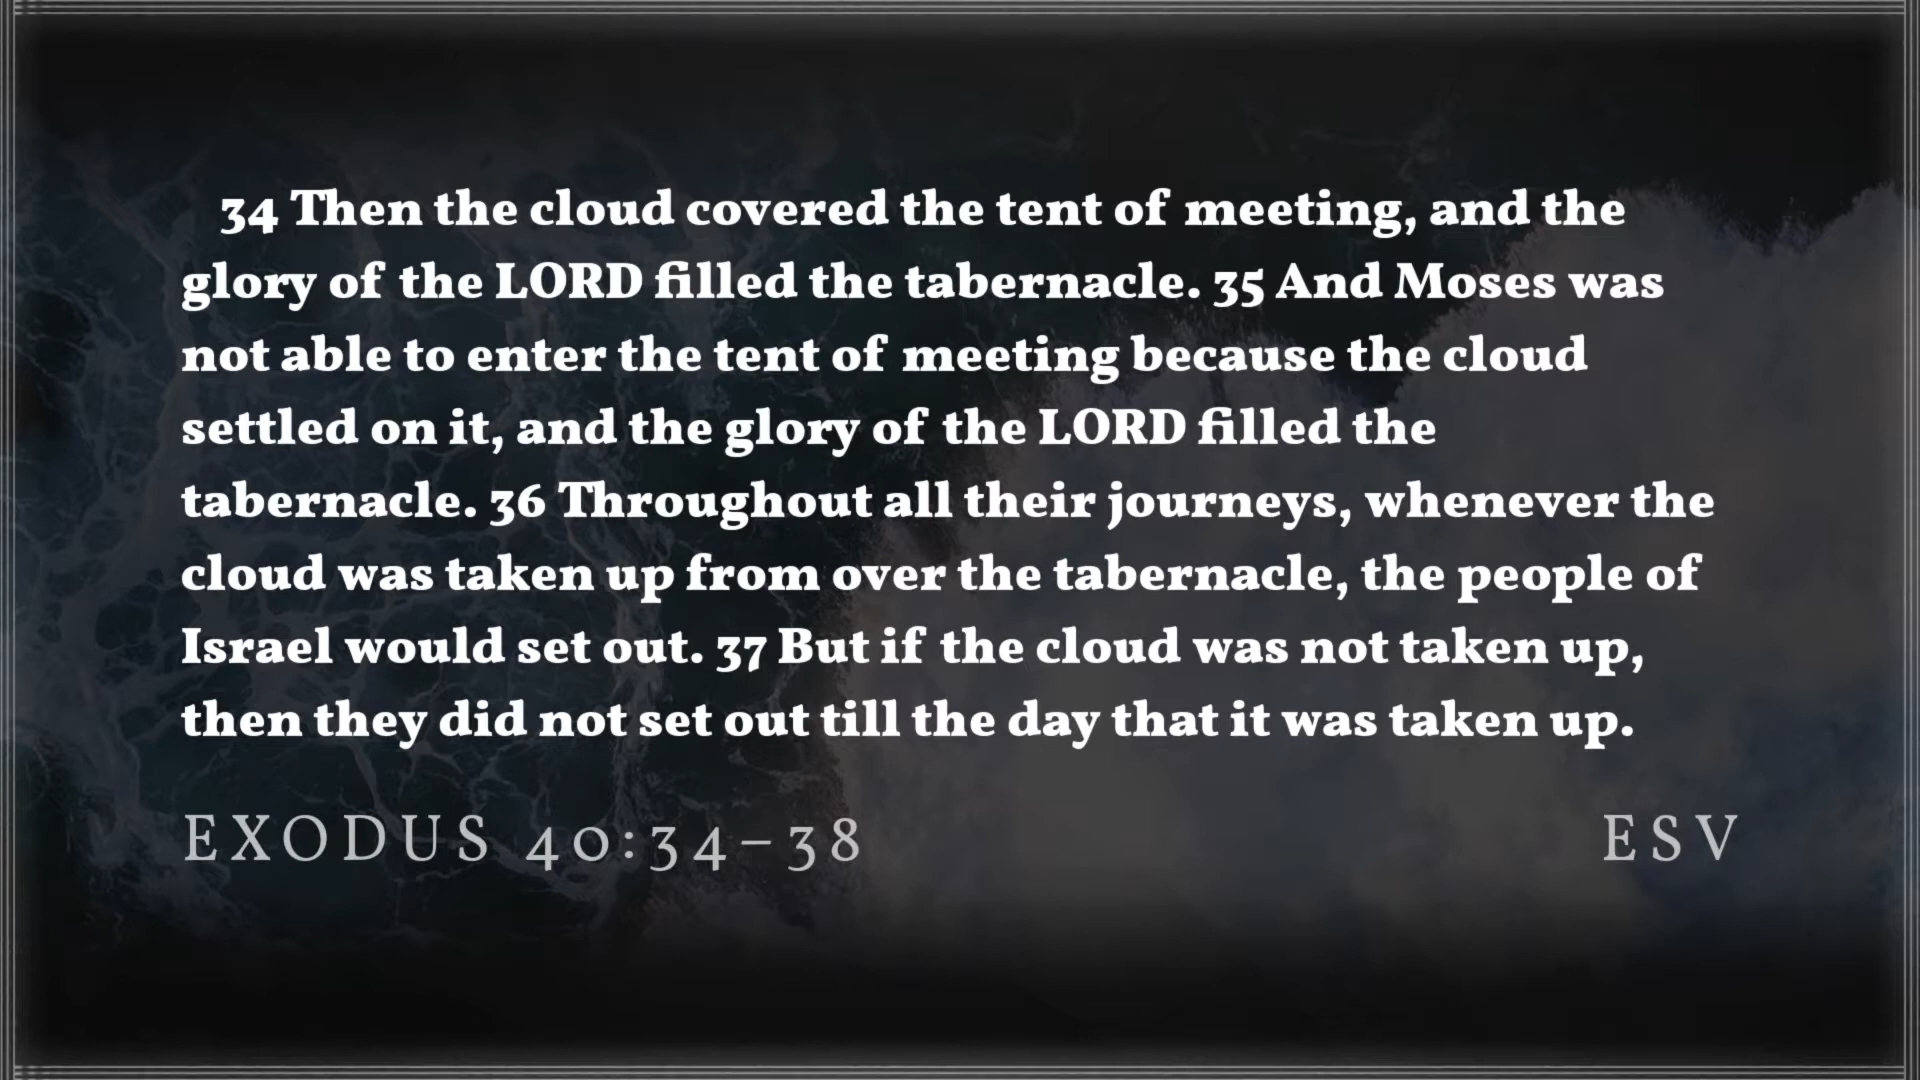 34 Then the cloud covered the tent of meeting, and the
glory of the LORD filled the tabernacle. 35 And Moses was
not able to enter the tent of meeting because the cloud
settled on it, and the glory of the LORD filled the
tabernacle. 36 Throughout all their journeys, whenever the
cloud was taken up from over the tabernacle, the people of
Israel would set out. 37 But if the cloud was not taken up,
then they did not set out till the day that it was taken up.
EXODUS 40:34–38 ESV